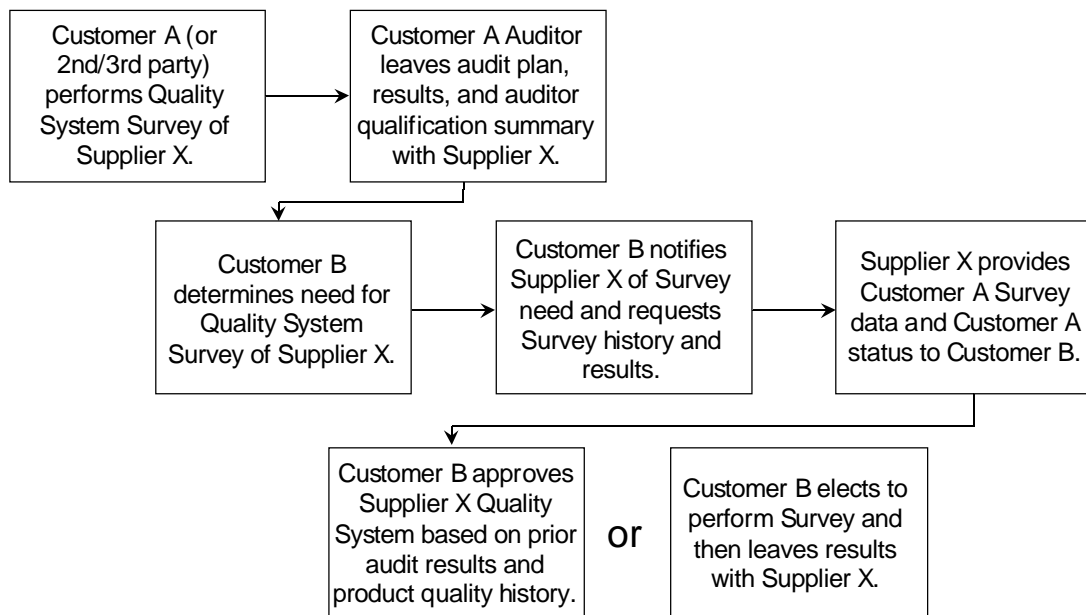 Customer A (or
2nd/3rd party)
performs Quality
System Survey of
Supplier X.
Customer A Auditor
leaves audit plan,
results, and auditor
qualification summary
with Supplier X.
Customer B
determines need for
Quality System
Survey of Supplier X.
Customer B notifies
Supplier X of Survey
need and requests
Survey history and
results.
Supplier X provides
Customer A Survey
data and Customer A
status to Customer B.
Customer B approves
Supplier X Quality
System based on prior
audit results and
product quality history.
or
Customer B elects to
perform Survey and
then leaves results
with Supplier X.